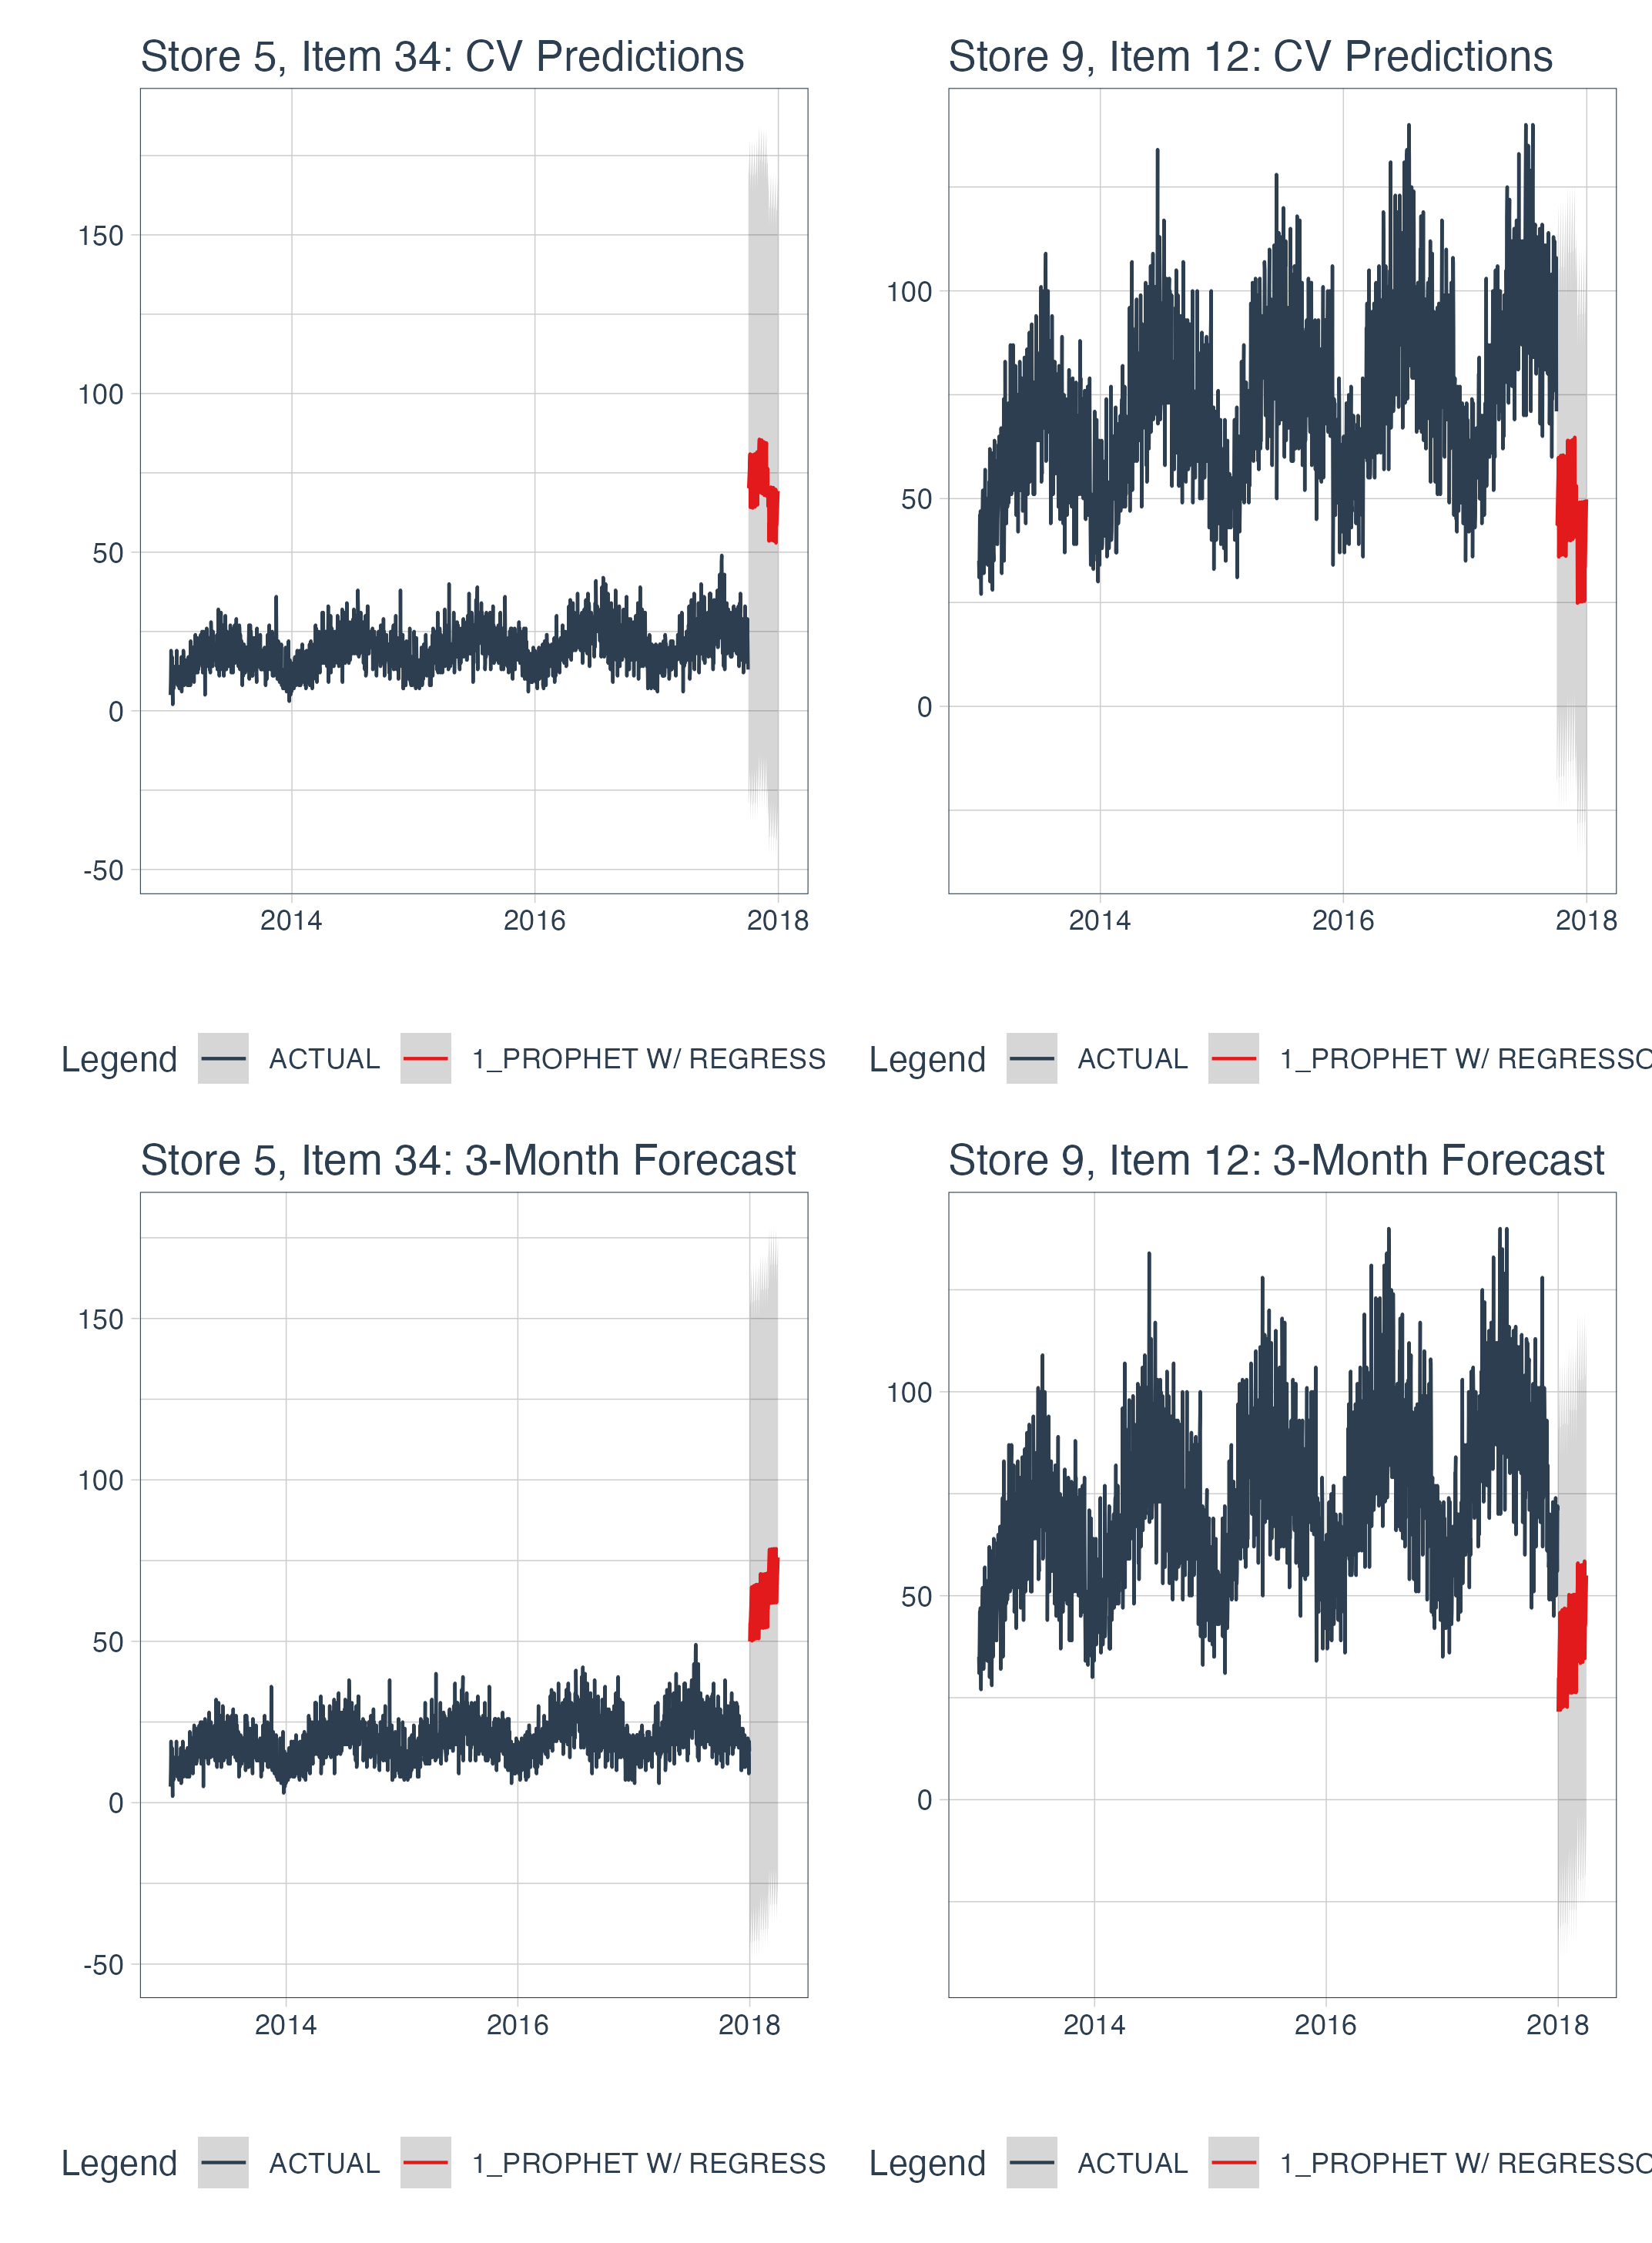 Store 5, Item 34: CV Predictions
150
100
50
0
-50
2014 2016 2018
Legend ACTUAL 1_PROPHET W/ REGRESS
Store 9, Item 12: CV Predictions
100
50
0
2014 2016 2018
Legend ACTUAL 1_PROPHET W/ REGRESSO
Store 5, Item 34: 3-Month Forecast
150
100
50
0
-50
2014 2016 2018
Legend ACTUAL 1_PROPHET W/ REGRESS
Store 9, Item 12: 3-Month Forecast
100
50
0
2014 2016 2018
Legend ACTUAL 1_PROPHET W/ REGRESSO